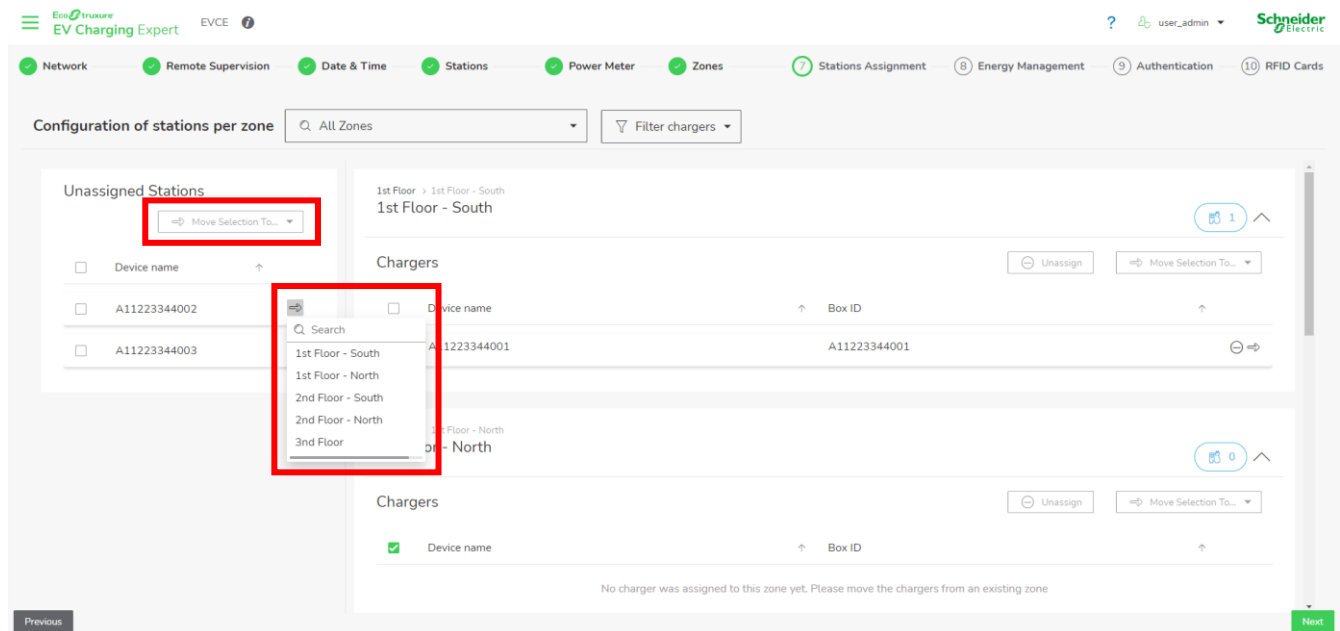 EcoStruxure
EV Charging Expert
EVCE
?
user_admin
Schneider
Electric
Network
Remote Supervision
Date & Time
Stations
Power Meter
Zones
7 Stations Assignment
8 Energy Management
9 Authentication
10 RFID Cards
Configuration of stations per zone
All Zones
Filter chargers
Unassigned Stations
Move Selection To...
Device name
A11223344002
A11223344003
Search
1st Floor - South
1st Floor - North
2nd Floor - South
2nd Floor - North
3nd Floor
1st Floor > 1st Floor - South
1st Floor - South
1
Chargers
Unassign
Move Selection To...
Device name
Box ID
A11223344001
A11223344001
1st Floor - North
or - North
0
Chargers
Unassign
Move Selection To...
Device name
Box ID
No charger was assigned to this zone yet. Please move the chargers from an existing zone
Previous
Next